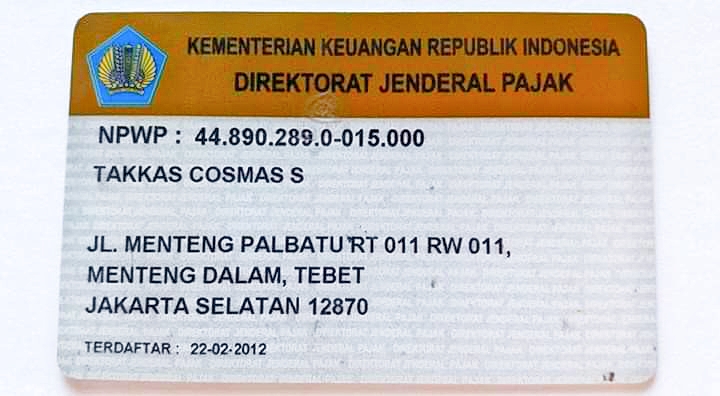 KEMENTERIAN KEUANGAN REPUBLIK INDONESIA
DIREKTORAT JENDERAL PAJAK
NPWP : 44.890.289.0-015.000
TAKKAS COSMAS S
JL. MENTENG PALBATU RT 011 RW 011,
MENTENG DALAM, TEBET
JAKARTA SELATAN 12870
TERDAFTAR : 22-02-2012